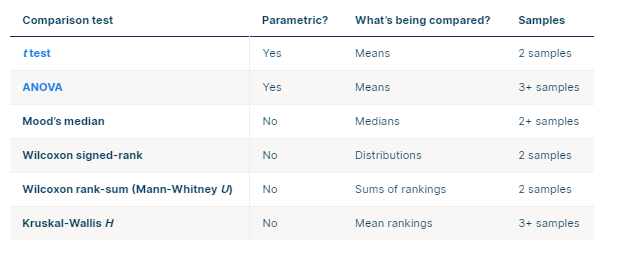 Comparison test Parametric? What's being compared? Samples
t test Yes Means 2 samples
ANOVA Yes Means 3+ samples
Mood's median No Medians 2+ samples
Wilcoxon signed-rank No Distributions 2 samples
Wilcoxon rank-sum (Mann-Whitney U) No Sums of rankings 2 samples
Kruskal-Wallis H No Mean rankings 3+ samples